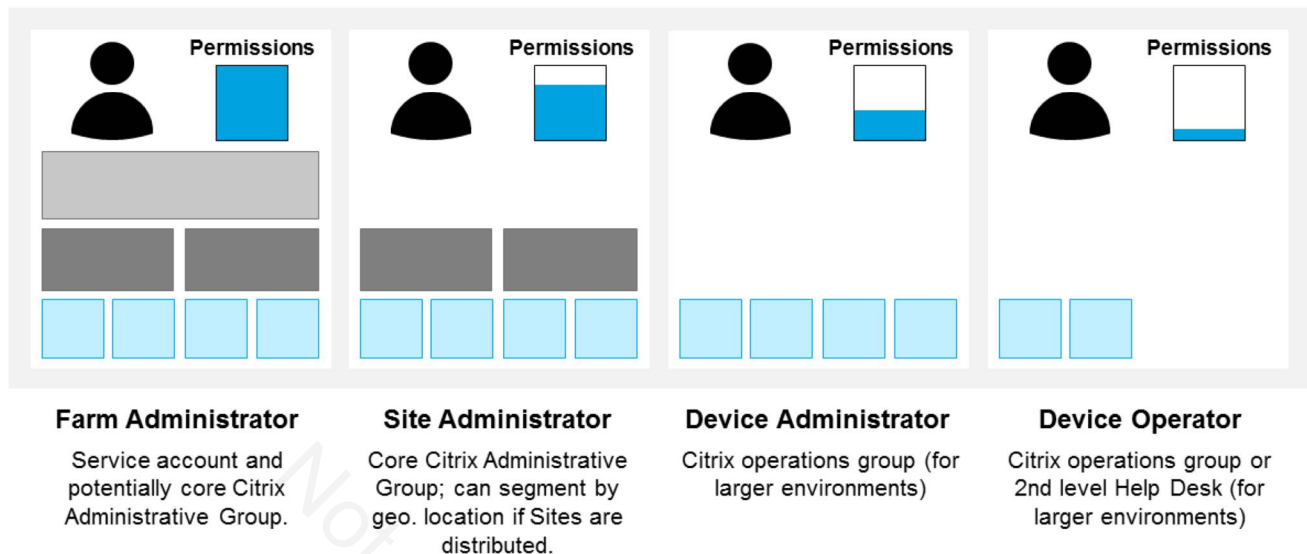 Permissions
Permissions
Permissions
Permissions
Farm Administrator
Service account and
potentially core Citrix
Administrative Group.
Site Administrator
Core Citrix Administrative
Group; can segment by
geo. location if Sites are
distributed.
Device Administrator
Citrix operations group (for
larger environments)
Device Operator
Citrix operations group or
2nd level Help Desk (for
larger environments)
Not